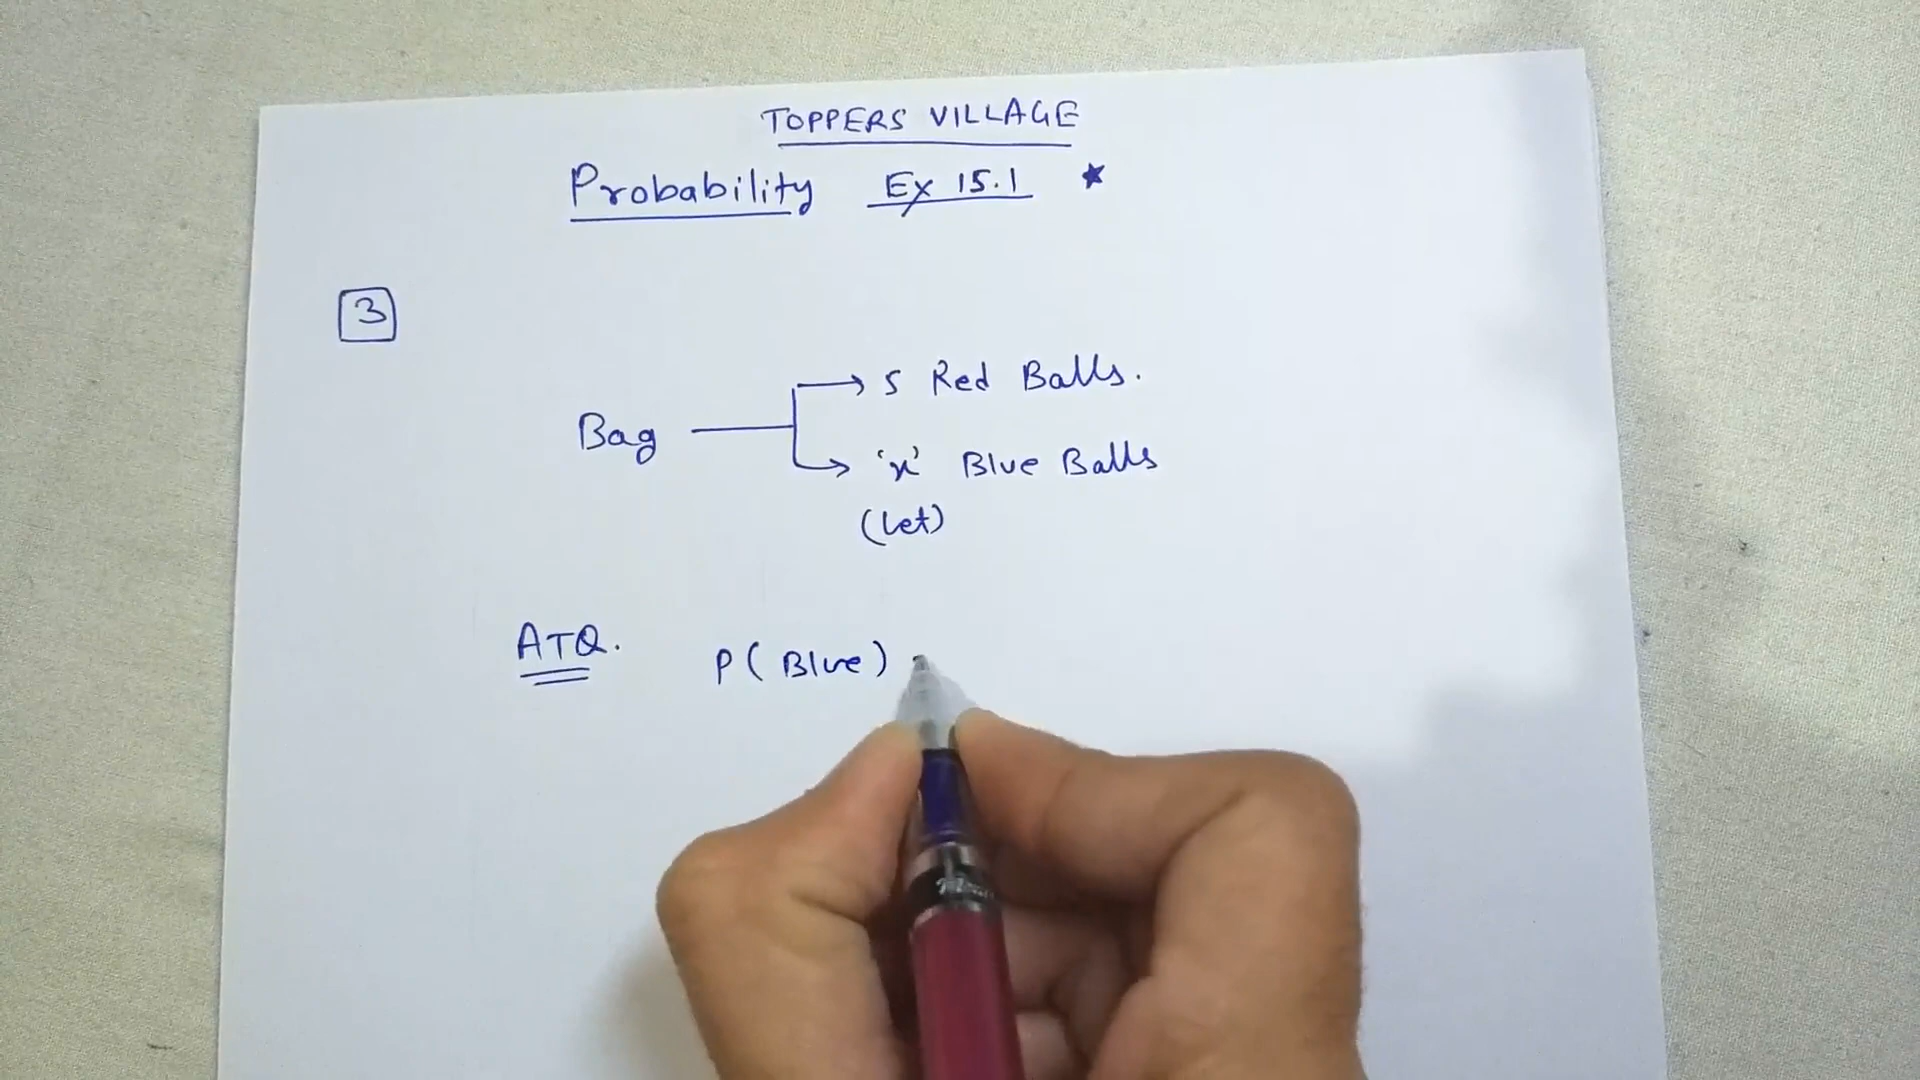 TOPPERS VILLAGE
Probability Ex 15.1 ★
3
5 Red Balls.
Bag
'x' Blue Balls
(let)
ATQ. P(Blue)